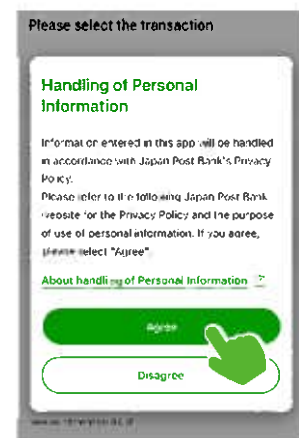 Please select the transaction
Handling of Personal
Information
Information entered in this app will be handled
in accordance with Japan Post Bank's Privacy
Policy.
Please refer to the following Japan Post Bank
website for the Privacy Policy and the purpose
of use of personal information. If you agree,
please select "Agree".
About handling of Personal Information
Agree
Disagree